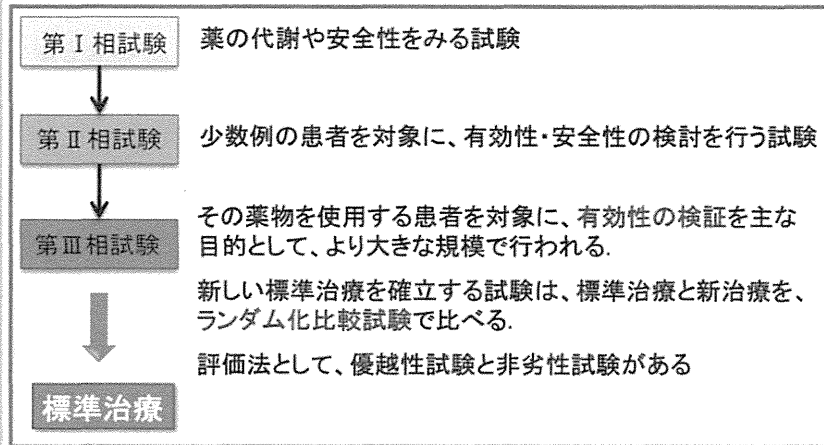 第Ⅰ相試験 薬の代謝や安全性をみる試験
第Ⅱ相試験 少数例の患者を対象に、有効性・安全性の検討を行う試験
第Ⅲ相試験 その薬物を使用する患者を対象に、有効性の検証を主な
目的として、より大きな規模で行われる.
新しい標準治療を確立する試験は、標準治療と新治療を、
ランダム化比較試験で比べる.
評価法として、優越性試験と非劣性試験がある
標準治療